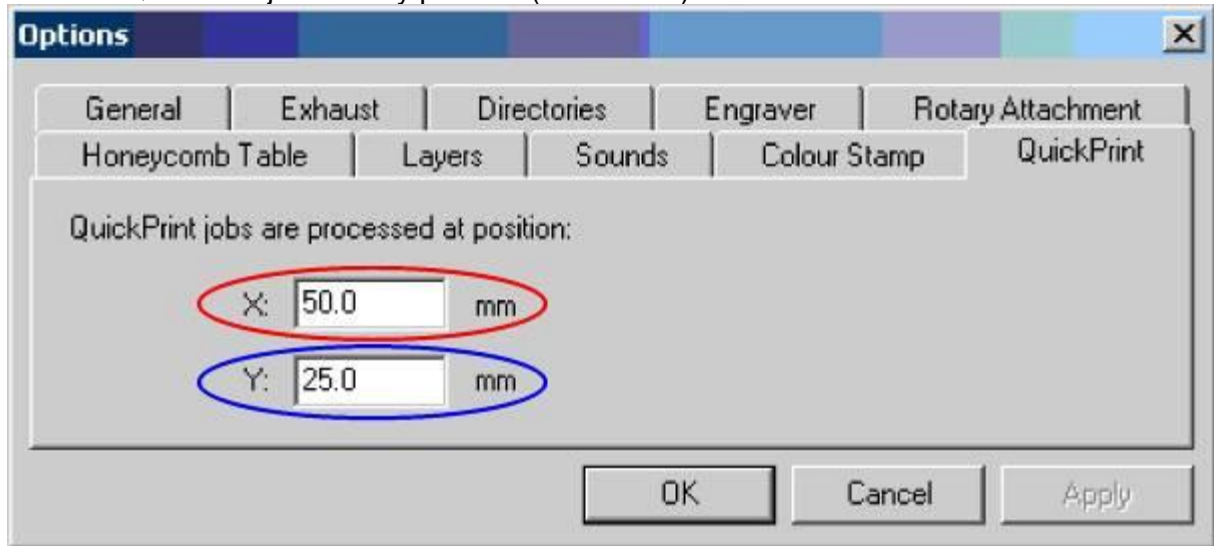 Options
General Exhaust Directories Engraver Rotary Attachment
Honeycomb Table Layers Sounds Colour Stamp QuickPrint
QuickPrint jobs are processed at position:
X: 50.0 mm
Y: 25.0 mm
OK Cancel Apply